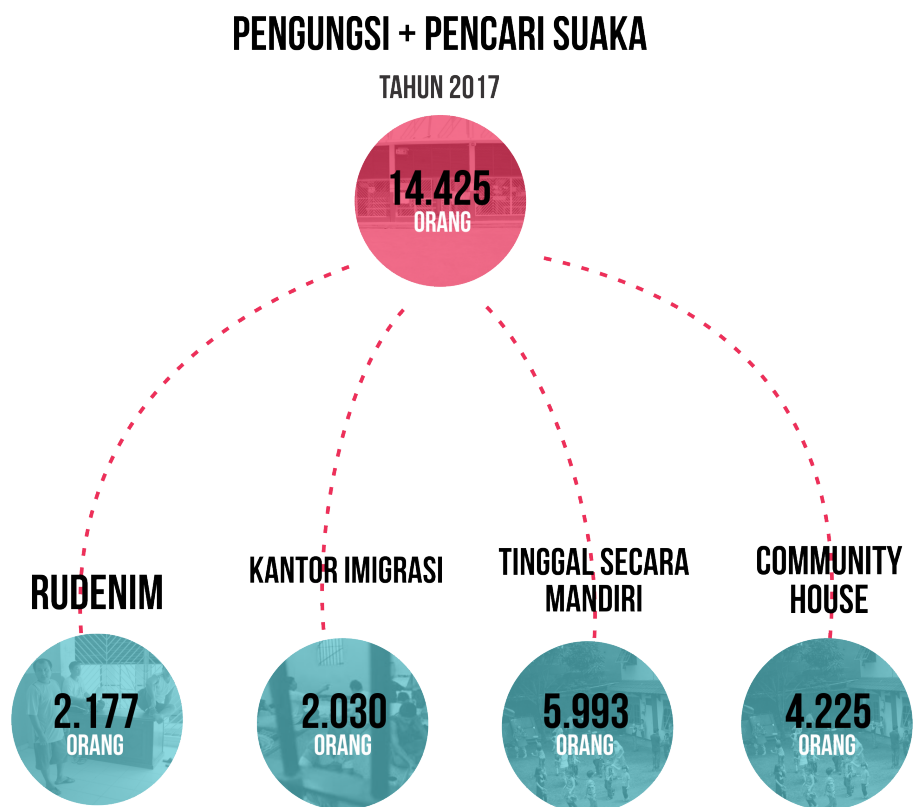 PENGUNGSI + PENCARI SUAKA
TAHUN 2017
14.425
ORANG
RUDENIM
2.177
ORANG
KANTOR IMIGRASI
2.030
ORANG
TINGGAL SECARA
MANDIRI
5.993
ORANG
COMMUNITY
HOUSE
4.225
ORANG